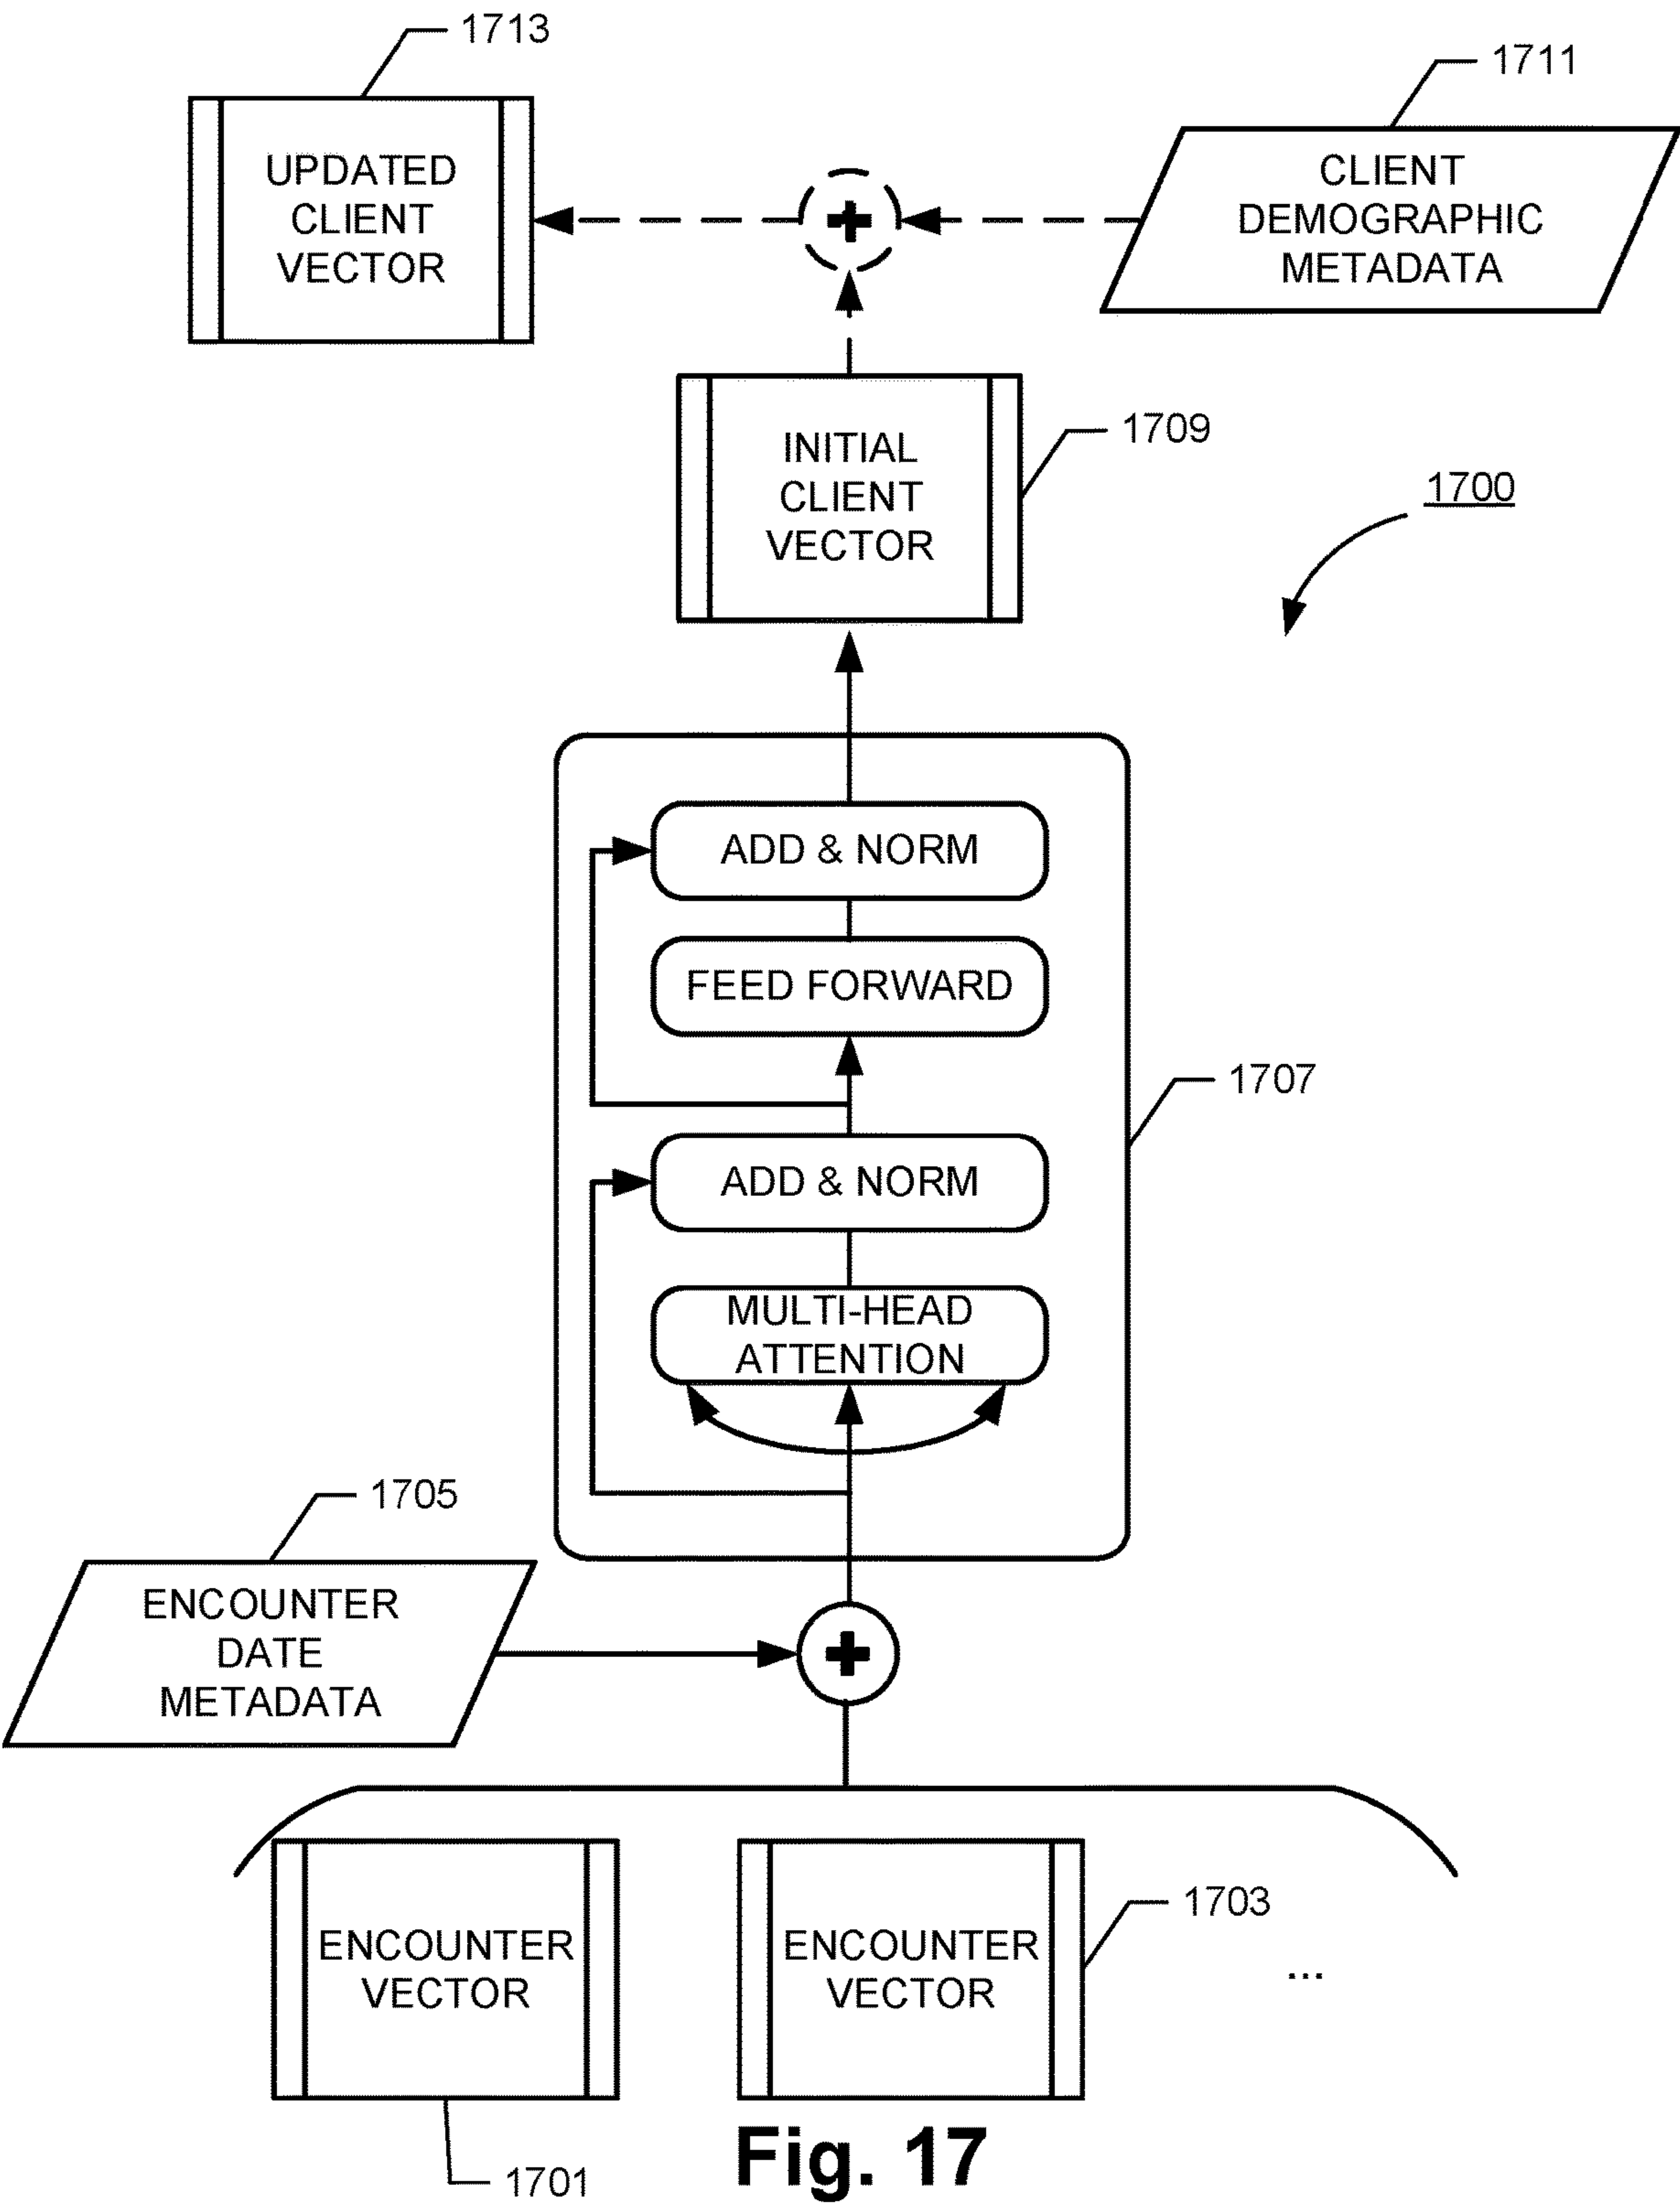 1713
1711
UPDATED
CLIENT
VECTOR
CLIENT
DEMOGRAPHIC
METADATA
INITIAL
CLIENT
VECTOR
1709
1700
ADD & NORM
FEED FORWARD
1707
ADD & NORM
MULTI-HEAD
ATTENTION
1705
ENCOUNTER
DATE
METADATA
ENCOUNTER
VECTOR
ENCOUNTER
VECTOR
1703
...
1701
Fig. 17